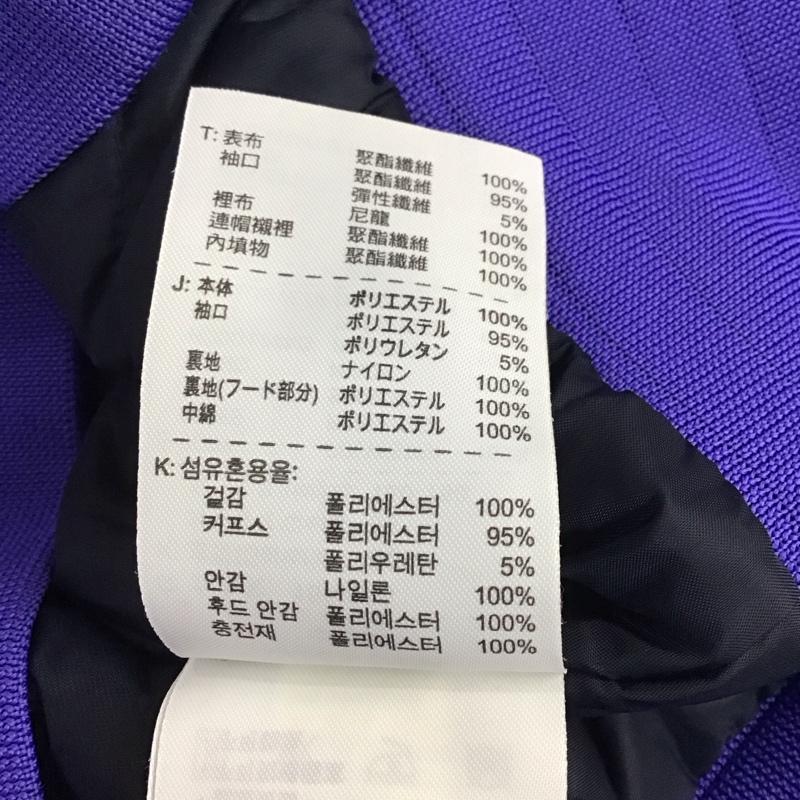 T: 表布 聚酯纖維 100%
袖口 聚酯纖維 95%
彈性纖維 5%
裡布 尼龍 100%
連帽襯裡 聚酯纖維 100%
內填物 聚酯纖維 100%
J: 本体 ポリエステル 100%
袖口 ポリエステル 95%
ポリウレタン 5%
裏地 ナイロン 100%
裏地(フード部分) ポリエステル 100%
中綿 ポリエステル 100%
K: 섬유혼용율:
겉감 폴리에스터 100%
커프스 폴리에스터 95%
폴리우레탄 5%
안감 나일론 100%
후드 안감 폴리에스터 100%
충전재 폴리에스터 100%